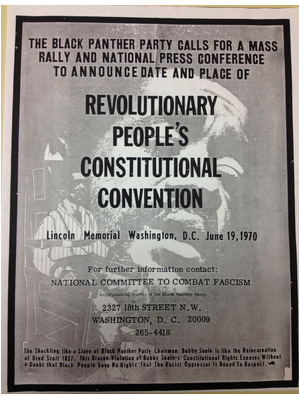 THE BLACK PANTHER PARTY CALLS FOR A MASS
RALLY AND NATIONAL PRESS CONFERENCE
TO ANNOUNCE DATE AND PLACE OF
REVOLUTIONARY
PEOPLE'S
CONSTITUTIONAL
CONVENTION
Lincoln Memorial Washington, D.C. June 19, 1970
For further information contact:
NATIONAL COMMITTEE TO COMBAT FASCISM
An Organizing Bureau of the Black Panther Party
2327 18th STREET N.W.
WASHINGTON, D. C. 20009
265-4418
The Shackling like a Slave of Black Panther Party Chairman Bobby Seale is like the Reincarnation
of Dred Scott 1857. This Brazen Violation of Bobby Seale's Constitutional Rights Exposes Without
a Doubt that Black People have No Rights That The Racist Oppressor Is Bound To Respect.